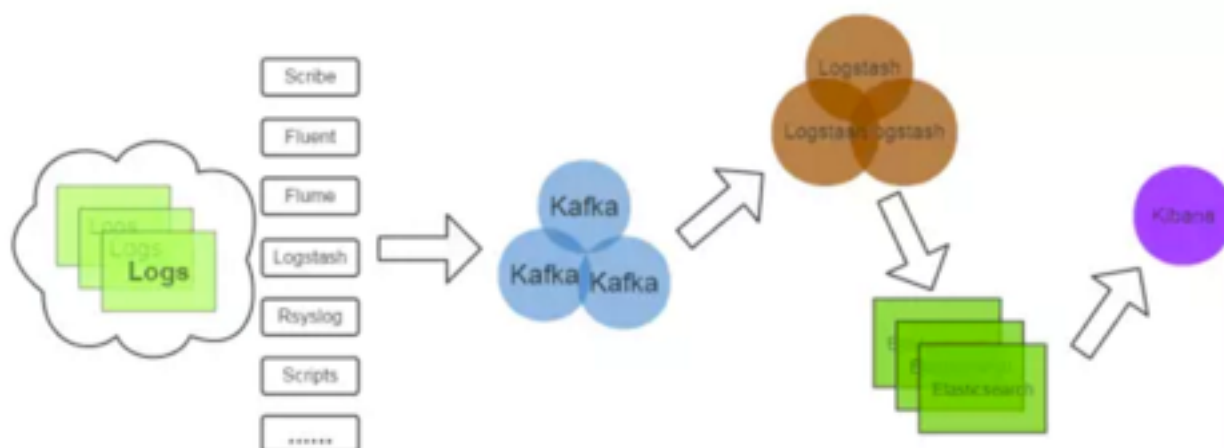 Logs
Logs
Logs
Scribe
Fluent
Flume
Logstash
Rsyslog
Scripts
......
Kafka
Kafka
Kafka
Logstash
Logstash
Logstash
Elasticsearch
Kibana